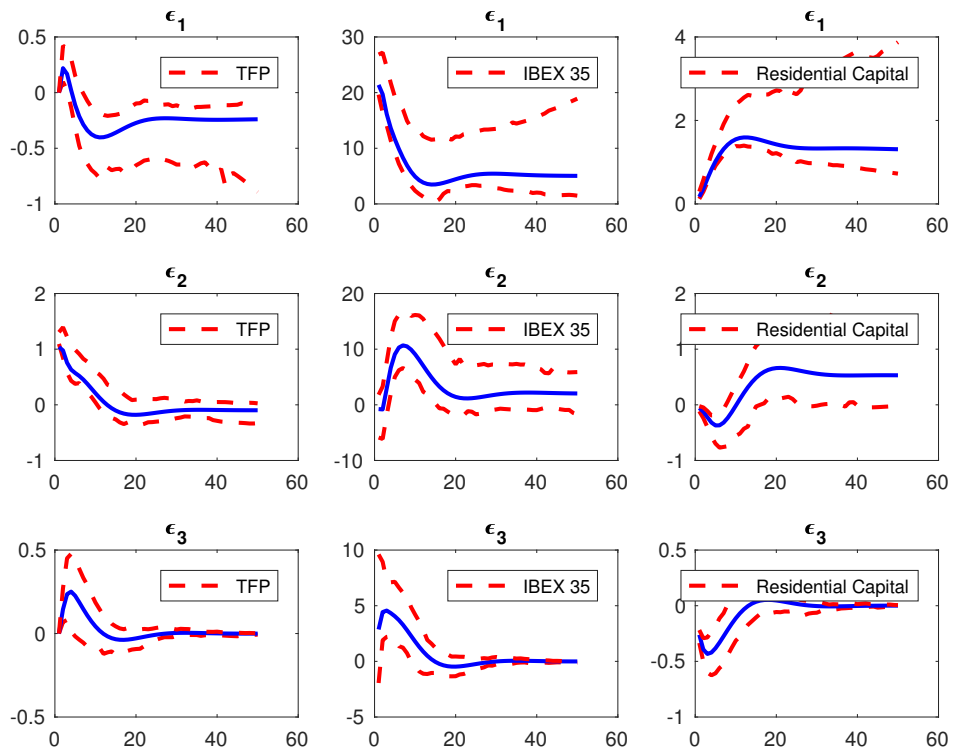 ϵ1 ϵ1 ϵ1
0.5 30 4
TFP IBEX 35 Residential Capital
0 20
2
-0.5 10
-1 0 0
0 20 40 60 0 20 40 60 0 20 40 60
ϵ2 ϵ2 ϵ2
2 20 2
TFP IBEX 35 Residential Capital
1 10 1
0 0 0
-1 -10 -1
0 20 40 60 0 20 40 60 0 20 40 60
ϵ3 ϵ3 ϵ3
0.5 10 0.5
TFP IBEX 35 Residential Capital
5 0
0
0 -0.5
-0.5 -5 -1
0 20 40 60 0 20 40 60 0 20 40 60